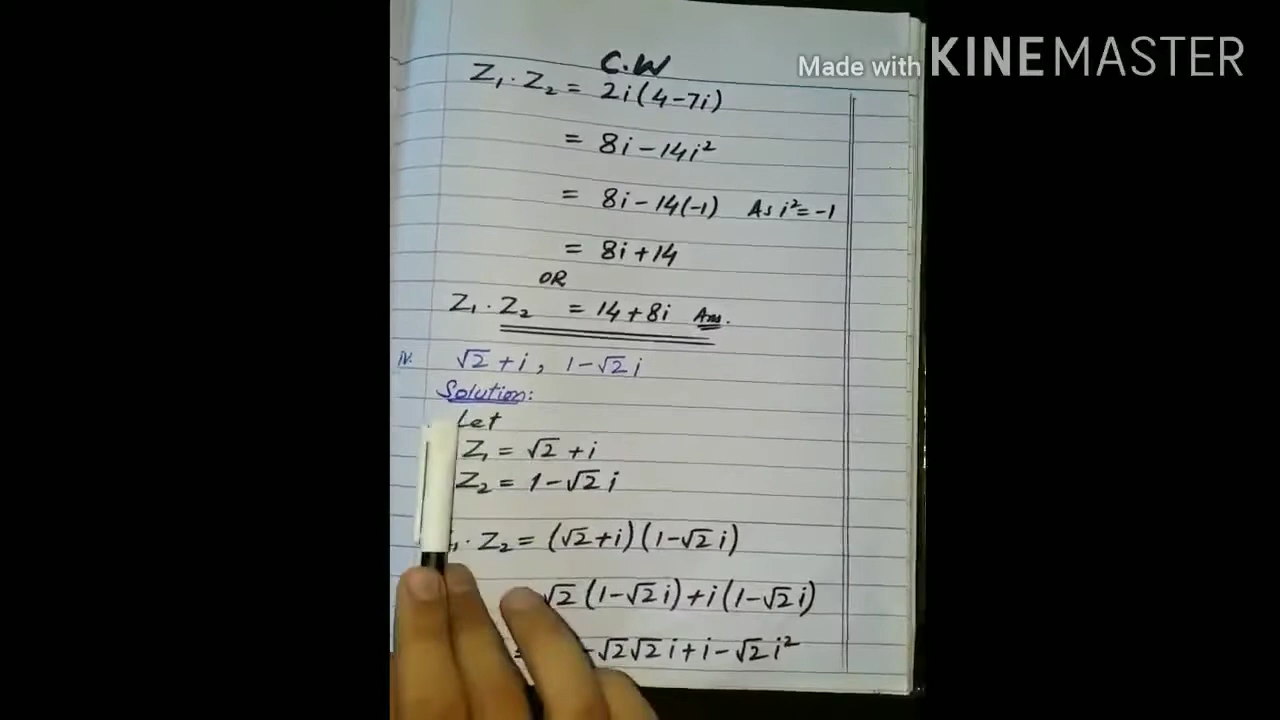 Made with KINEMASTER
C.W
Z₁ · Z₂ = 2i(4-7i)
= 8i - 14i²
= 8i - 14(-1) As i² = -1
= 8i + 14
OR
Z₁ · Z₂ = 14 + 8i Ans.
iv. √2 + i, 1 - √2 i
Solution:
Let
Z₁ = √2 + i
Z₂ = 1 - √2 i
· Z₂ = (√2 + i)(1 - √2 i)
√2 (1 - √2 i) + i (1 - √2 i)
- √2√2 i + i - √2 i²